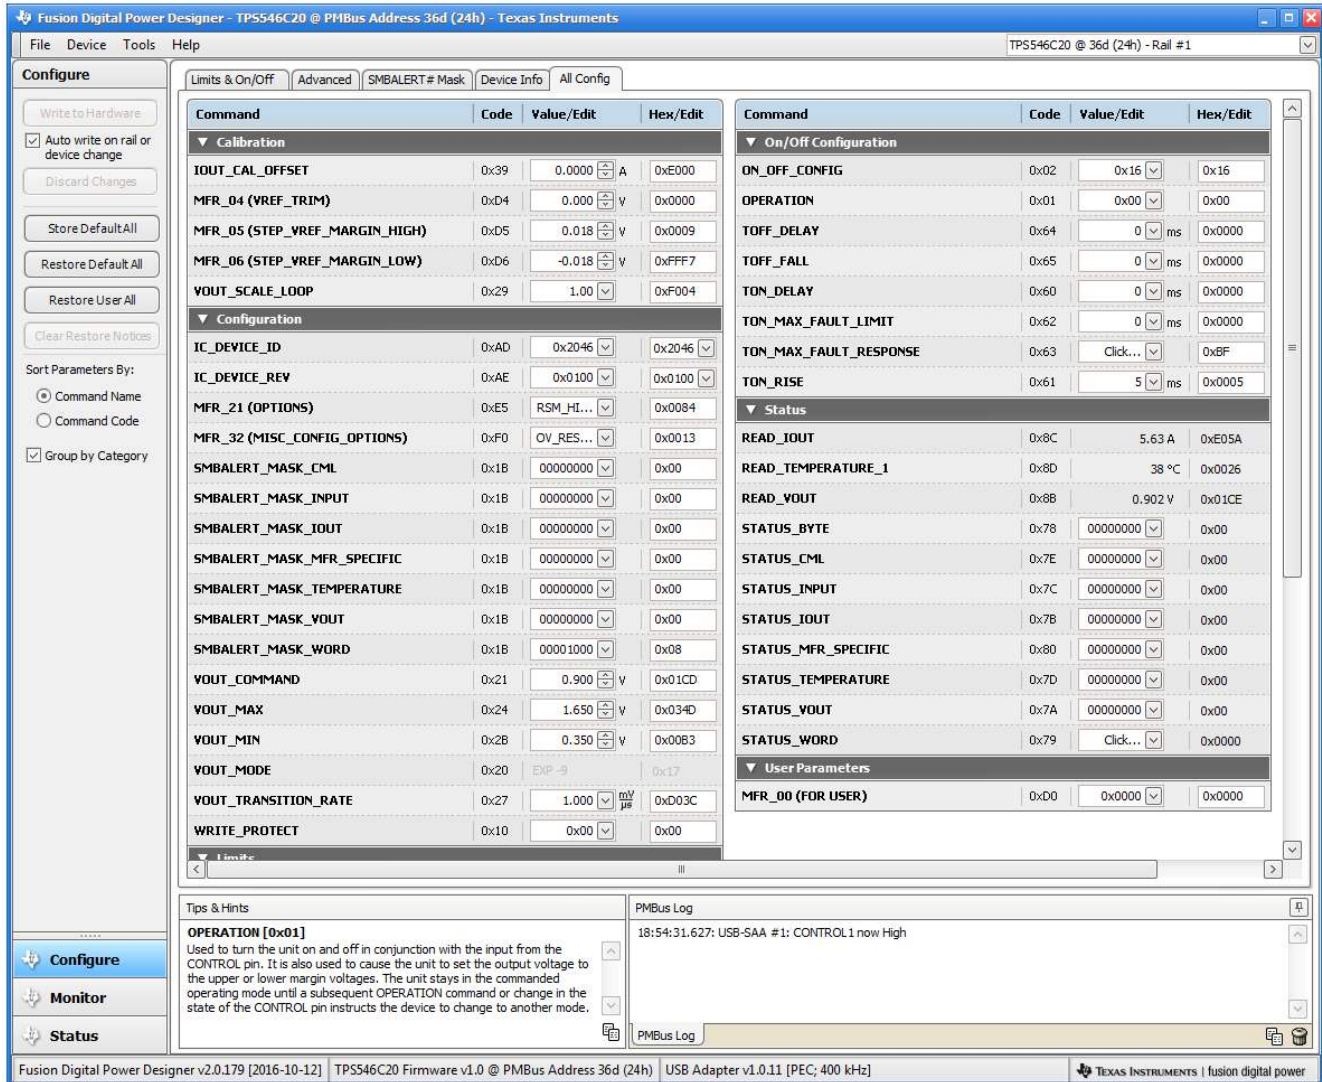 Fusion Digital Power Designer - TPS546C20 @ PMBus Address 36d (24h) - Texas Instruments
File Device Tools Help
TPS546C20 @ 36d (24h) - Rail #1
Configure
Write to Hardware
Auto write on rail or
device change
Discard Changes
Store Default All
Restore Default All
Restore User All
Clear Restore Notices
Sort Parameters By:
Command Name
Command Code
Group by Category
Limits & On/Off Advanced SMBALERT# Mask Device Info All Config
Command Code Value/Edit Hex/Edit
Calibration
IOUT_CAL_OFFSET 0x39 0.0000 A 0xE000
MFR_04 (VREF_TRIM) 0xD4 0.000 V 0x0000
MFR_05 (STEP_VREF_MARGIN_HIGH) 0xD5 0.018 V 0x0009
MFR_06 (STEP_VREF_MARGIN_LOW) 0xD6 -0.018 V 0xFFF7
VOUT_SCALE_LOOP 0x29 1.00 0xF004
Configuration
IC_DEVICE_ID 0xAD 0x2046 0x2046
IC_DEVICE_REV 0xAE 0x0100 0x0100
MFR_21 (OPTIONS) 0xE5 RSM_HI... 0x0084
MFR_32 (MISC_CONFIG_OPTIONS) 0xF0 OV_RES... 0x0013
SMBALERT_MASK_CML 0x1B 00000000 0x00
SMBALERT_MASK_INPUT 0x1B 00000000 0x00
SMBALERT_MASK_IOUT 0x1B 00000000 0x00
SMBALERT_MASK_MFR_SPECIFIC 0x1B 00000000 0x00
SMBALERT_MASK_TEMPERATURE 0x1B 00000000 0x00
SMBALERT_MASK_VOUT 0x1B 00000000 0x00
SMBALERT_MASK_WORD 0x1B 00001000 0x08
VOUT_COMMAND 0x21 0.900 V 0x01CD
VOUT_MAX 0x24 1.650 V 0x034D
VOUT_MIN 0x2B 0.350 V 0x00B3
VOUT_MODE 0x20 EXP -9 0x17
VOUT_TRANSITION_RATE 0x27 1.000 mV/µs 0xD03C
WRITE_PROTECT 0x10 0x00 0x00
Limits
Command Code Value/Edit Hex/Edit
On/Off Configuration
ON_OFF_CONFIG 0x02 0x16 0x16
OPERATION 0x01 0x00 0x00
TOFF_DELAY 0x64 0 ms 0x0000
TOFF_FALL 0x65 0 ms 0x0000
TON_DELAY 0x60 0 ms 0x0000
TON_MAX_FAULT_LIMIT 0x62 0 ms 0x0000
TON_MAX_FAULT_RESPONSE 0x63 Click... 0xBF
TON_RISE 0x61 5 ms 0x0005
Status
READ_IOUT 0x8C 5.63 A 0xE05A
READ_TEMPERATURE_1 0x8D 38 °C 0x0026
READ_VOUT 0x8B 0.902 V 0x01CE
STATUS_BYTE 0x78 00000000 0x00
STATUS_CML 0x7E 00000000 0x00
STATUS_INPUT 0x7C 00000000 0x00
STATUS_IOUT 0x7B 00000000 0x00
STATUS_MFR_SPECIFIC 0x80 00000000 0x00
STATUS_TEMPERATURE 0x7D 00000000 0x00
STATUS_VOUT 0x7A 00000000 0x00
STATUS_WORD 0x79 Click... 0x0000
User Parameters
MFR_00 (FOR USER) 0xD0 0x0000 0x0000
Tips & Hints
OPERATION [0x01]
Used to turn the unit on and off in conjunction with the input from the
CONTROL pin. It is also used to cause the unit to set the output voltage to
the upper or lower margin voltages. The unit stays in the commanded
operating mode until a subsequent OPERATION command or change in the
state of the CONTROL pin instructs the device to change to another mode.
PMBus Log
18:54:31.627: USB-SAA #1: CONTROL1 now High
PMBus Log
Configure
Monitor
Status
Fusion Digital Power Designer v2.0.179 [2016-10-12] TPS546C20 Firmware v1.0 @ PMBus Address 36d (24h) USB Adapter v1.0.11 [PEC; 400 kHz] TEXAS INSTRUMENTS | fusion digital power